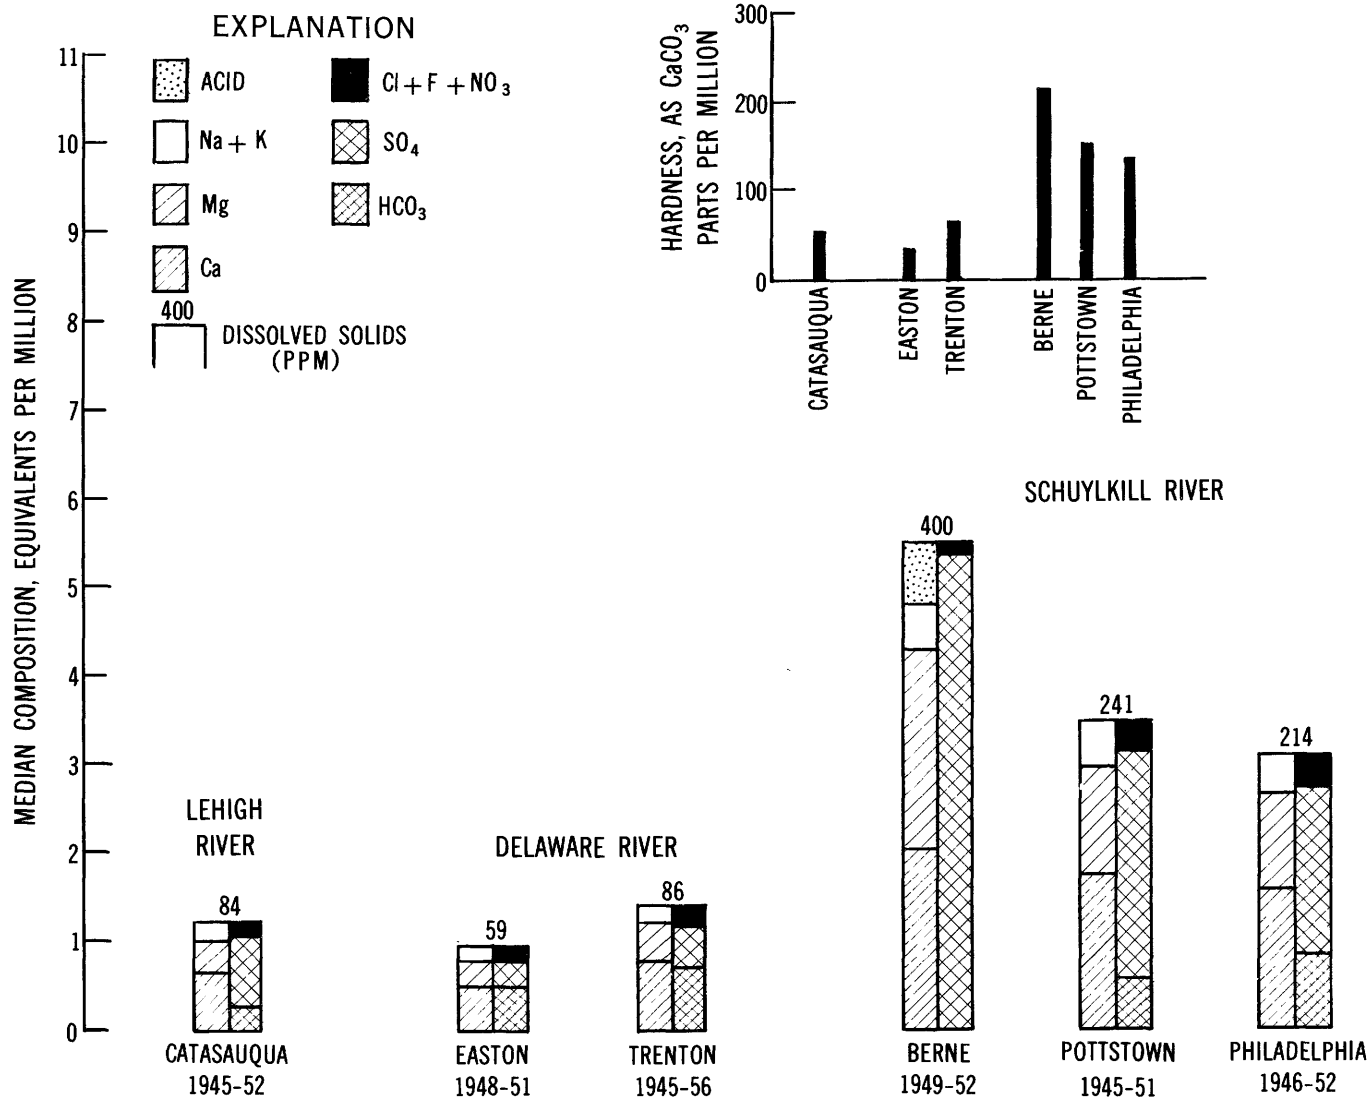 EXPLANATION
ACID
Na + K
Mg
Ca
Cl + F + NO₃
SO₄
HCO₃
400
DISSOLVED SOLIDS
(PPM)
MEDIAN COMPOSITION, EQUIVALENTS PER MILLION
11
10
9
8
7
6
5
4
3
2
1
0
HARDNESS, AS CaCO₃
PARTS PER MILLION
300
200
100
0
CATASAUQUA
EASTON
TRENTON
BERNE
POTTSTOWN
PHILADELPHIA
LEHIGH
RIVER
84
CATASAUQUA
1945-52
DELAWARE RIVER
59
EASTON
1948-51
86
TRENTON
1945-56
SCHUYLKILL RIVER
400
BERNE
1949-52
241
POTTSTOWN
1945-51
214
PHILADELPHIA
1946-52